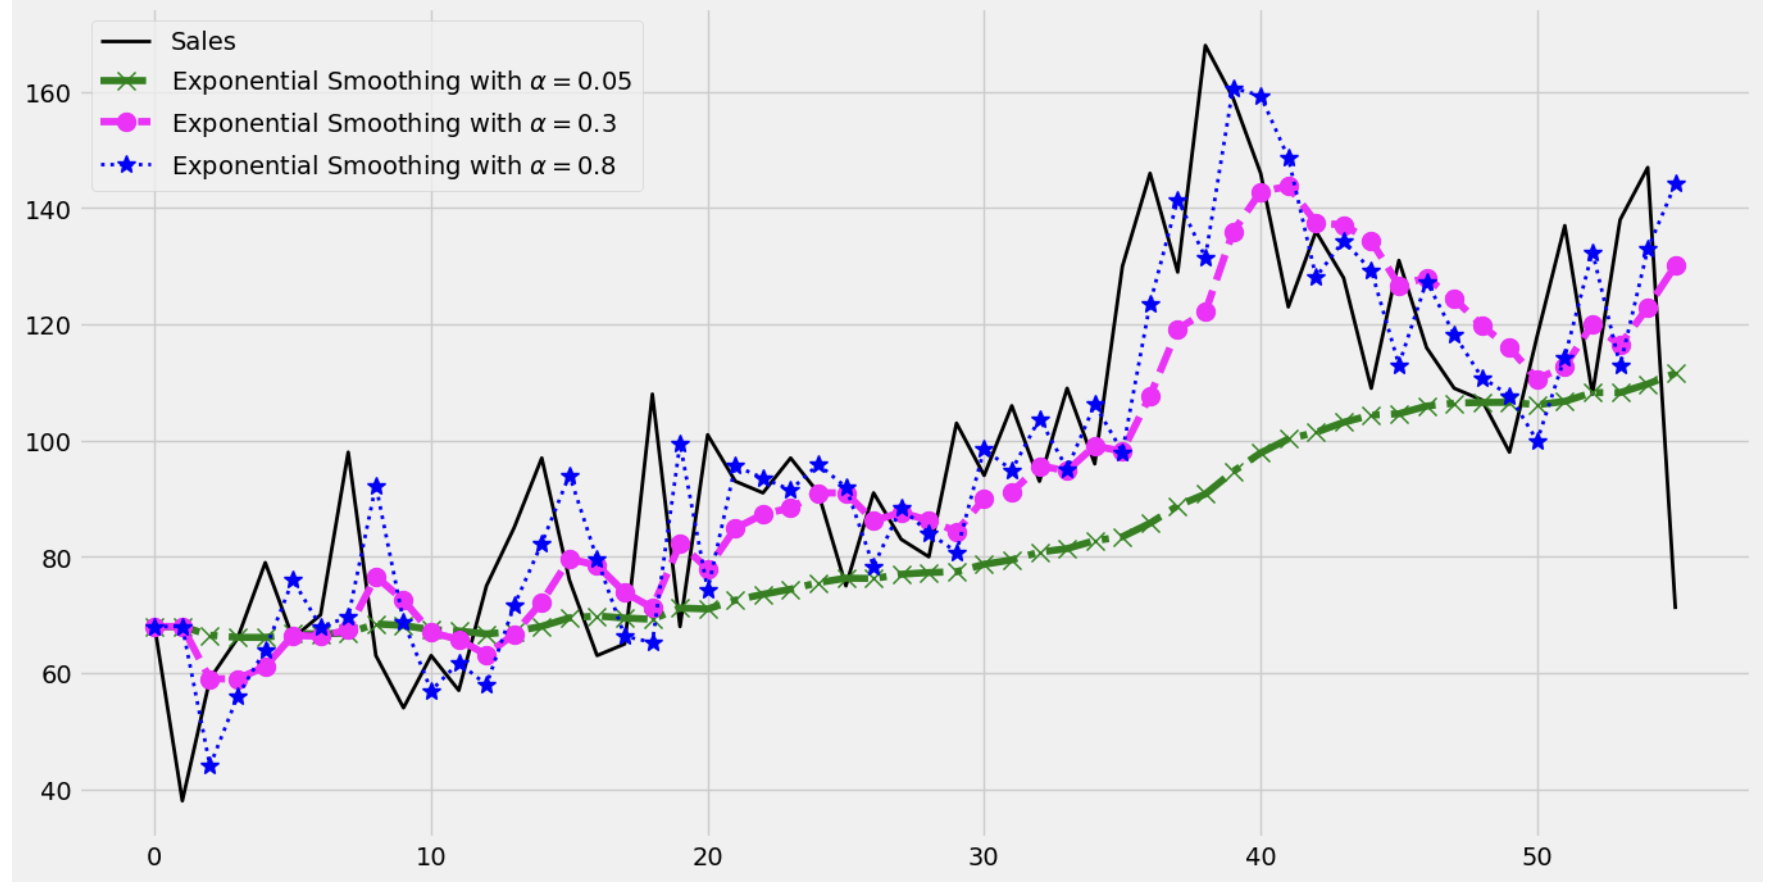 Sales
Exponential Smoothing with α = 0.05
Exponential Smoothing with α = 0.3
Exponential Smoothing with α = 0.8
160
140
120
100
80
60
40
0 10 20 30 40 50